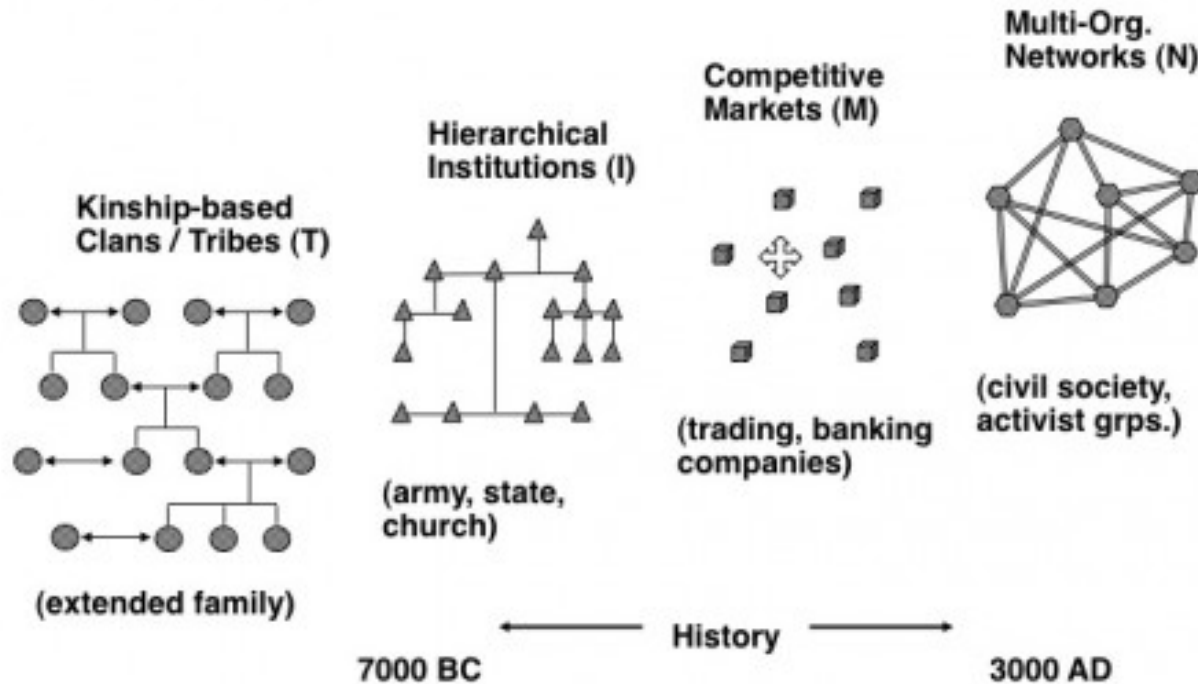 Kinship-based
Clans / Tribes (T)
(extended family)
Hierarchical
Institutions (I)
(army, state,
church)
Competitive
Markets (M)
(trading, banking
companies)
Multi-Org.
Networks (N)
(civil society,
activist grps.)
History
7000 BC
3000 AD